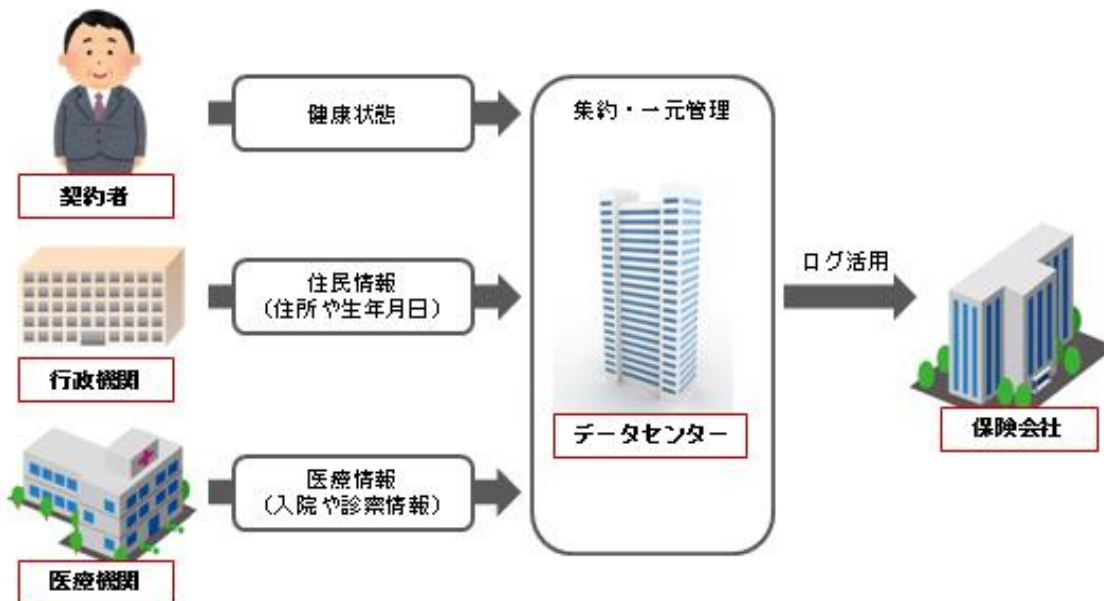 健康状態
契約者
住民情報
(住所や生年月日)
行政機関
医療情報
(入院や診察情報)
医療機関
集約・一元管理
データセンター
ログ活用
保険会社